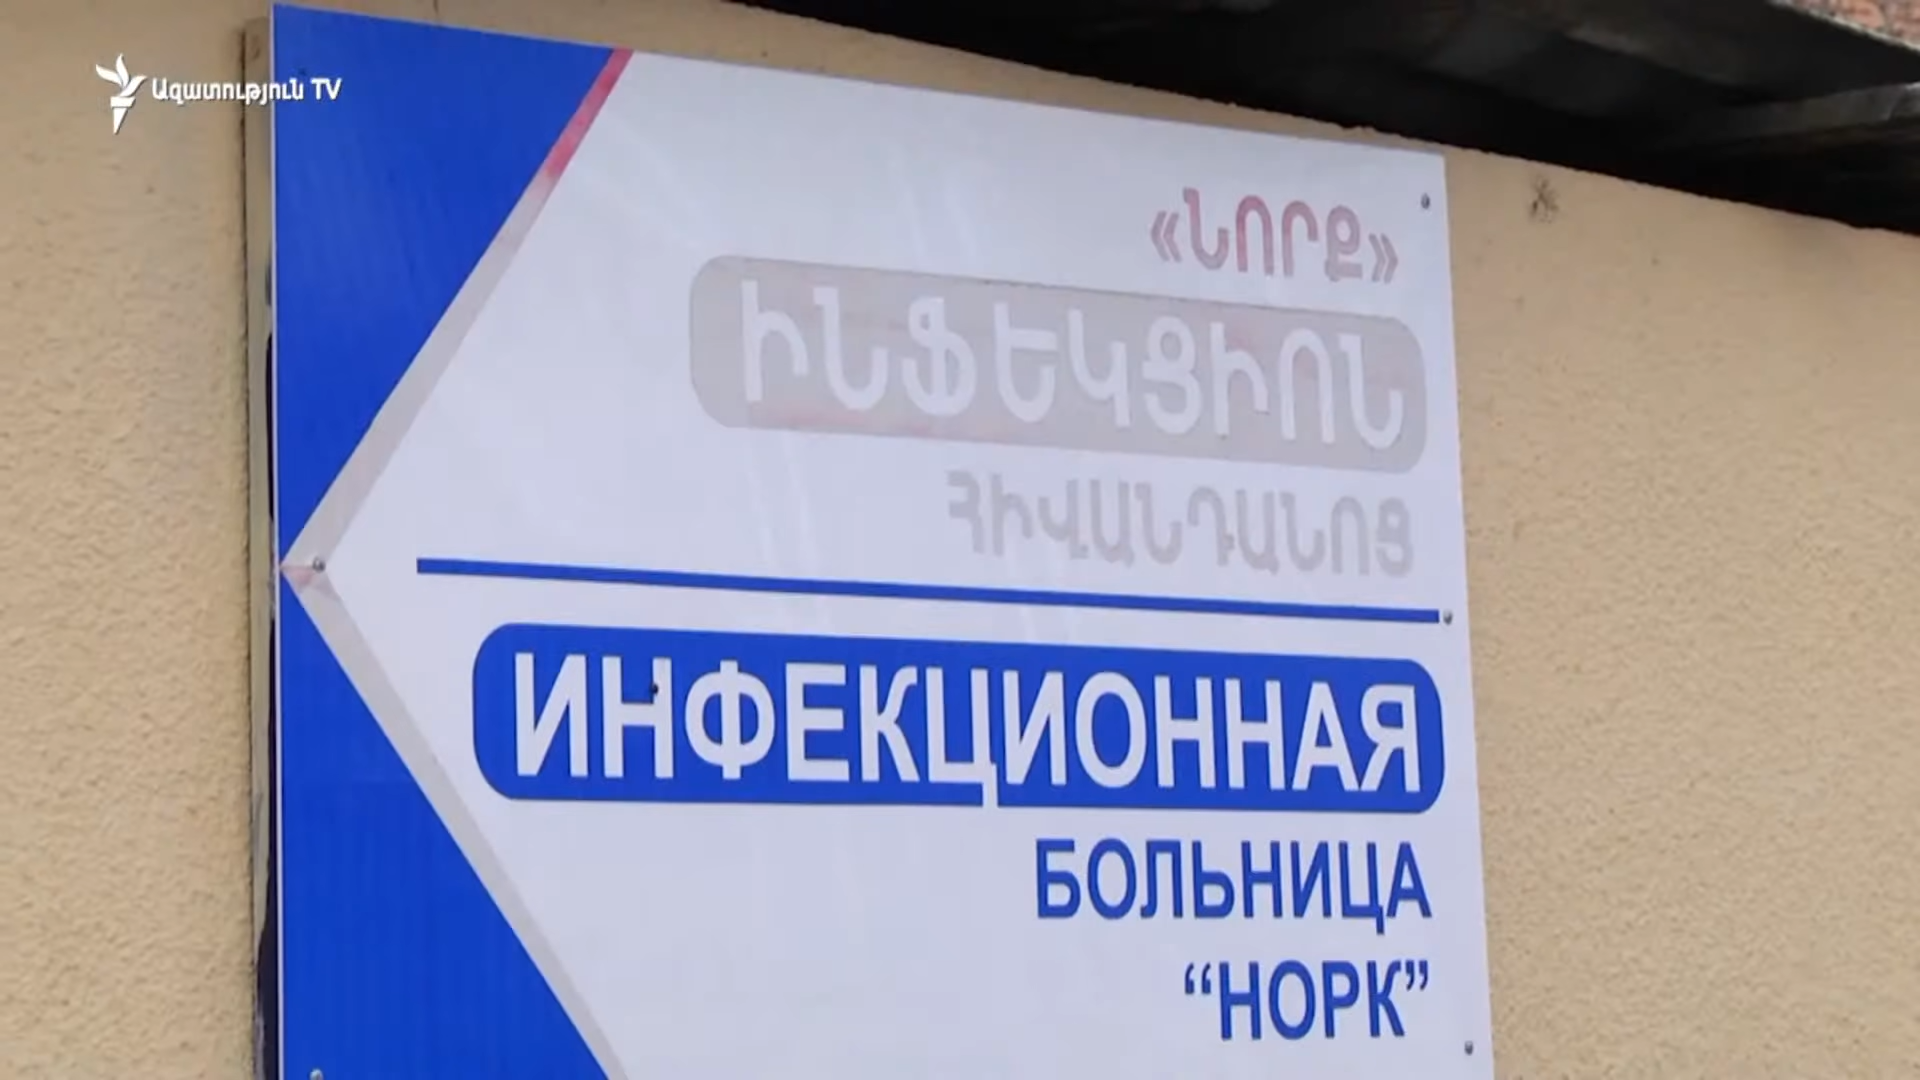 Ազատություն TV
«ՆՈՐՔ»
ԻՆՖԵԿՑԻՈՆ
ՀԻՎԱՆԴԱՆՈՑ
ИНФЕКЦИОННАЯ
БОЛЬНИЦА
“НОРК”